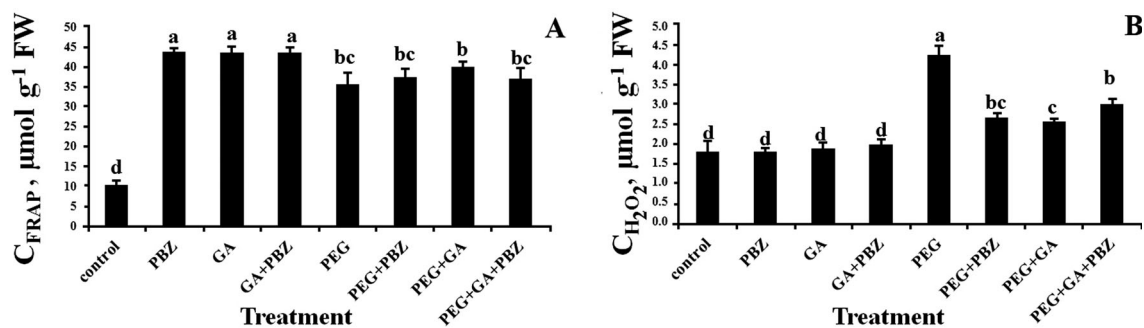 A
C_FRAP, μmol g⁻¹ FW
50
45
40
35
30
25
20
15
10
5
0
d
a
a
a
bc
bc
b
bc
control
PBZ
GA
GA+PBZ
PEG
PEG+PBZ
PEG+GA
PEG+GA+PBZ
Treatment
B
C_H₂O₂, μmol g⁻¹ FW
5.0
4.5
4.0
3.5
3.0
2.5
2.0
1.5
1.0
0.5
0.0
d
d
d
d
a
bc
c
b
control
PBZ
GA
GA+PBZ
PEG
PEG+PBZ
PEG+GA
PEG+GA+PBZ
Treatment